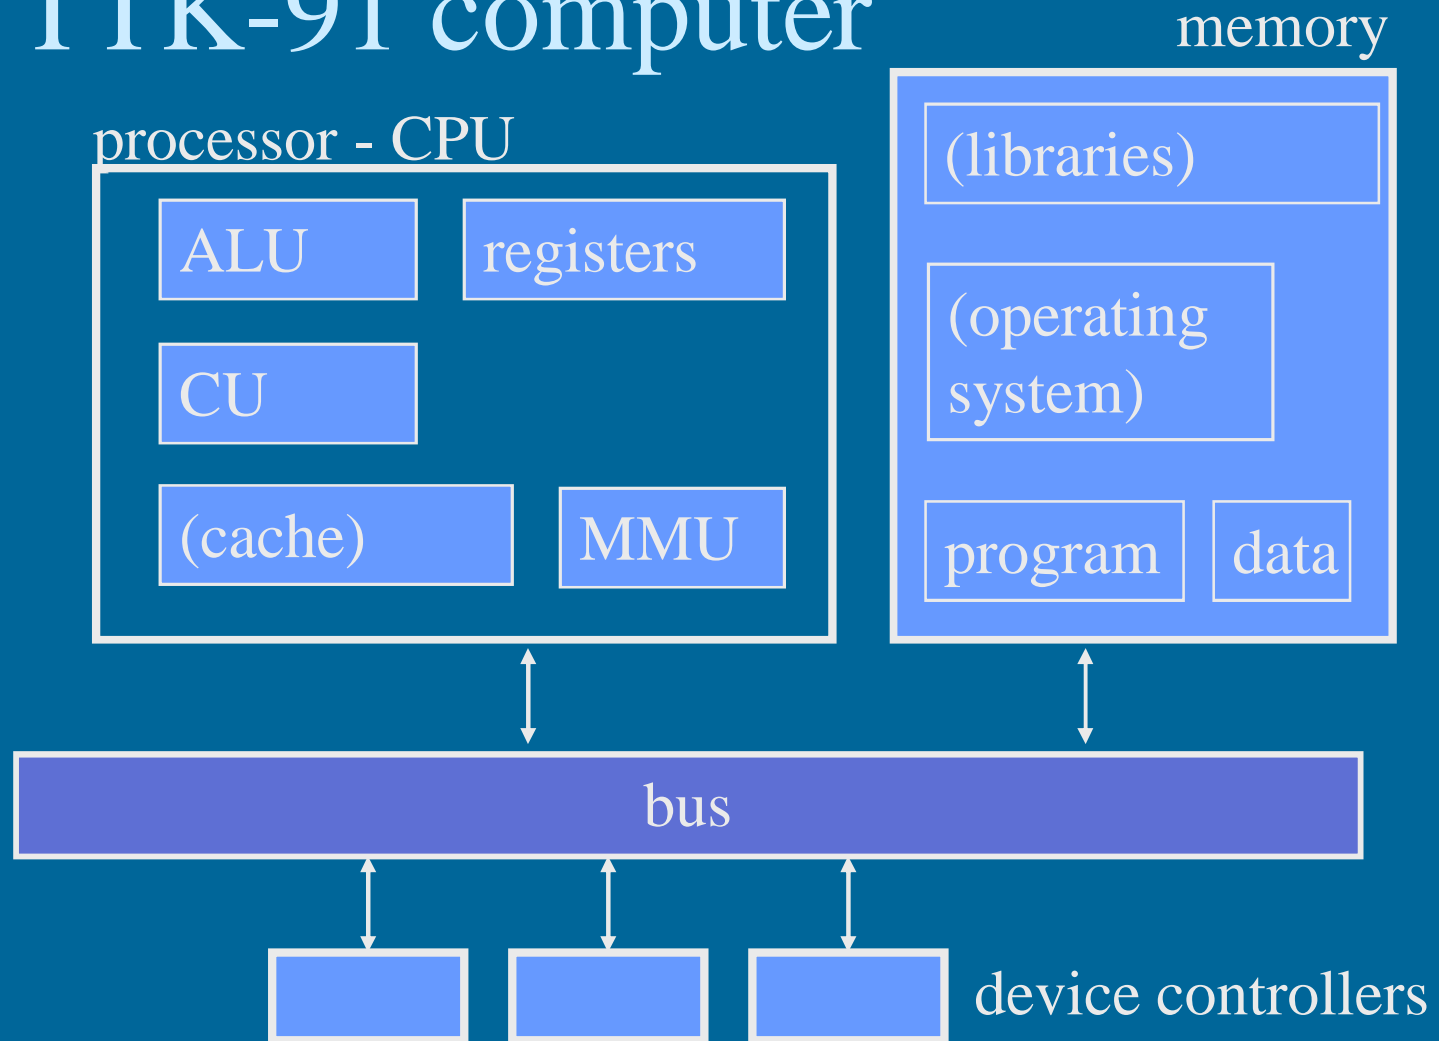 TTK-91 computer
memory
processor - CPU
(libraries)
ALU
registers
(operating
system)
CU
(cache)
MMU
program
data
bus
device controllers